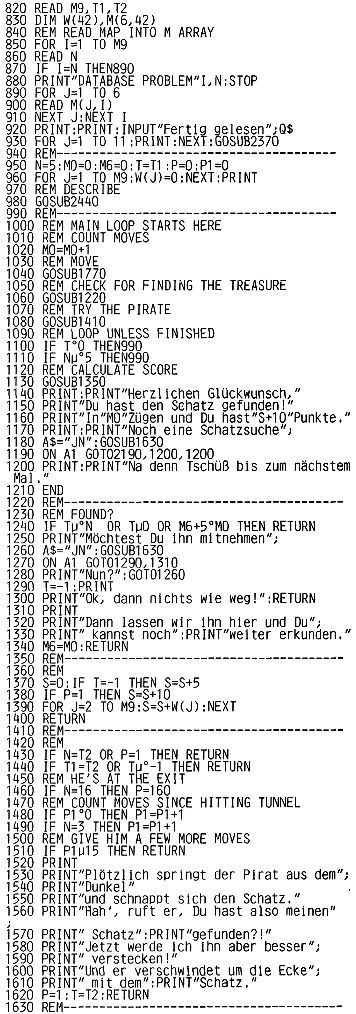 820 READ M9,T1,T2
830 DIM W(42),M(6,42)
840 REM READ MAP INTO M ARRAY
850 FOR I=1 TO M9
860 READ N
870 IF I=N THEN890
880 PRINT"DATABASE PROBLEM"I,N:STOP
890 FOR J=1 TO 6
900 READ M(J,I)
910 NEXT J:NEXT I
920 PRINT:PRINT:INPUT"Fertig gelesen";Q$
930 FOR J=1 TO 11:PRINT:NEXT:GOSUB2370
940 REM-----------------------------------
950 N=5:M0=0:M6=0:T=T1:P=0:P1=0
960 FOR J=1 TO M9:W(J)=0:NEXT:PRINT
970 REM DESCRIBE
980 GOSUB2440
990 REM-----------------------------------
1000 REM MAIN LOOP STARTS HERE
1010 REM COUNT MOVES
1020 M0=M0+1
1030 REM MOVE
1040 GOSUB1770
1050 REM CHECK FOR FINDING THE TREASURE
1060 GOSUB1220
1070 REM TRY THE PIRATE
1080 GOSUB1410
1090 REM LOOP UNLESS FINISHED
1100 IF T°0 THEN990
1110 IF Nµ°5 THEN990
1120 REM CALCULATE SCORE
1130 GOSUB1350
1140 PRINT:PRINT"Herzlichen Glückwunsch,"
1150 PRINT"Du hast den Schatz gefunden!"
1160 PRINT"In"M0"Zügen und Du hast"S+10"Punkte."
1170 PRINT:PRINT"Noch eine Schatzsuche";
1180 A$="JN":GOSUB1630
1190 ON A1 GOTO2190,1200,1200
1200 PRINT:PRINT"Na denn Tschüß bis zum nächstem
Mal."
1210 END
1220 REM-----------------------------------
1230 REM FOUND?
1240 IF Tµ°N  OR TµO OR M6+5°M0 THEN RETURN
1250 PRINT"Möchtest Du ihn mitnehmen";
1260 A$="JN":GOSUB1630
1270 ON A1 GOTO1290,1310
1280 PRINT"Nun?":GOTO1260
1290 T=-1:PRINT
1300 PRINT"Ok, dann nichts wie weg!":RETURN
1310 PRINT
1320 PRINT"Dann lassen wir ihn hier und Du";
1330 PRINT" kannst noch":PRINT"weiter erkunden."
1340 M6=M0:RETURN
1350 REM-----------------------------------
1360 REM
1370 S=0:IF T=-1 THEN S=S+5
1380 IF P=1 THEN S=S+10
1390 FOR J=2 TO M9:S=S+W(J):NEXT
1400 RETURN
1410 REM-----------------------------------
1420 REM
1430 IF N=T2 OR P=1 THEN RETURN
1440 IF T1=T2 OR Tµ°-1 THEN RETURN
1450 REM HE'S AT THE EXIT
1460 IF N=16 THEN P=160
1470 REM COUNT MOVES SINCE HITTING TUNNEL
1480 IF P1°0 THEN P1=P1+1
1490 IF N=3 THEN P1=P1+1
1500 REM GIVE HIM A FEW MORE MOVES
1510 IF P1µ15 THEN RETURN
1520 PRINT
1530 PRINT"Plötzlich springt der Pirat aus dem";
1540 PRINT"Dunkel"
1550 PRINT"und schnappt sich den Schatz."
1560 PRINT"Hah', ruft er, Du hast also meinen"
;
1570 PRINT" Schatz":PRINT"gefunden?!"
1580 PRINT"Jetzt werde ich ihn aber besser";
1590 PRINT" verstecken!"
1600 PRINT"Und er verschwindet um die Ecke";
1610 PRINT" mit dem":PRINT"Schatz."
1620 P=1:T=T2:RETURN
1630 REM-----------------------------------